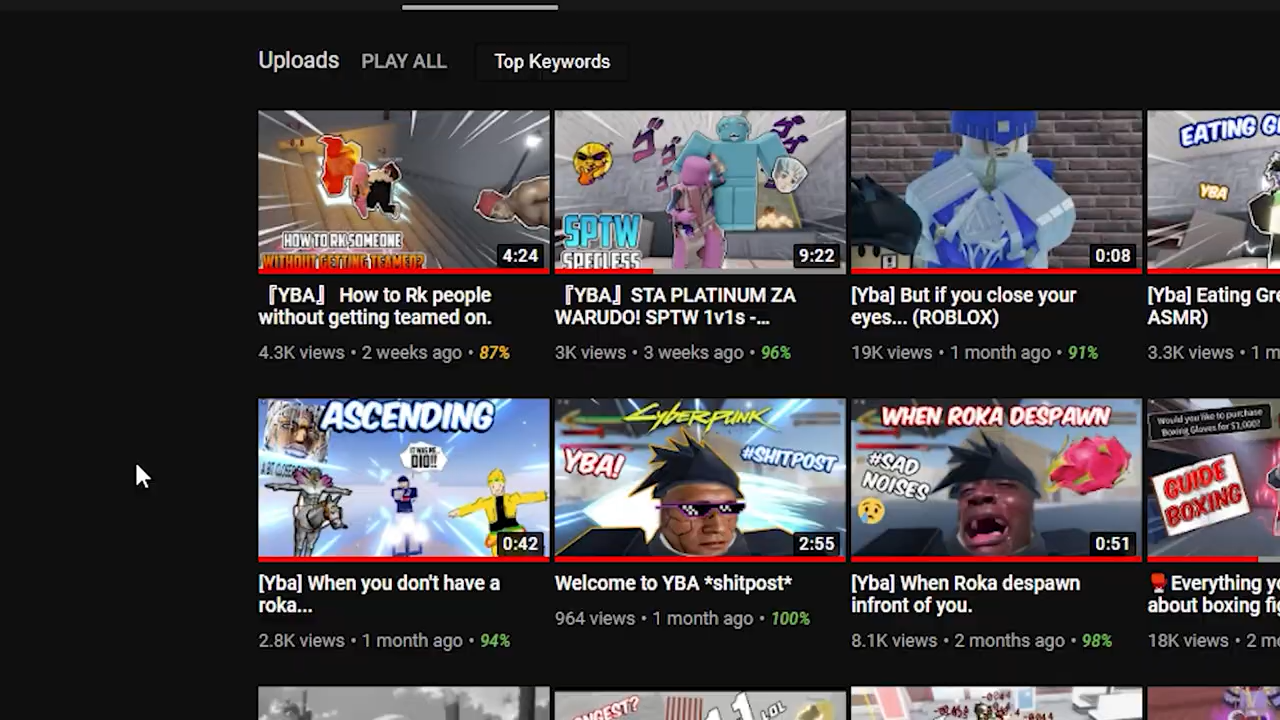 Uploads PLAY ALL Top Keywords
HOW TO RK SOMEONE
WITHOUT GETTING TEAMED?
4:24
SPTW
SPECLESS
9:22
0:08
EATING G
YBA
『YBA』 How to Rk people
without getting teamed on.
4.3K views • 2 weeks ago • 87%
『YBA』STA PLATINUM ZA
WARUDO! SPTW 1v1s -...
3K views • 3 weeks ago • 96%
[Yba] But if you close your
eyes... (ROBLOX)
19K views • 1 month ago • 91%
[Yba] Eating Gr
ASMR)
3.3K views • 1 m
ASCENDING
IT WAS ME,
DIO!!
0:42
CYBERPUNK
YBA!
#SHITPOST
2:55
WHEN ROKA DESPAWN
#SAD
NOISES
0:51
Would you like to purchase
Boxing Gloves for $1,000?
GUIDE
BOXING
[Yba] When you don't have a
roka...
2.8K views • 1 month ago • 94%
Welcome to YBA *shitpost*
964 views • 1 month ago • 100%
[Yba] When Roka despawn
infront of you.
8.1K views • 2 months ago • 98%
Everything yo
about boxing fig
18K views • 2 mo
ONGEST?
LOL